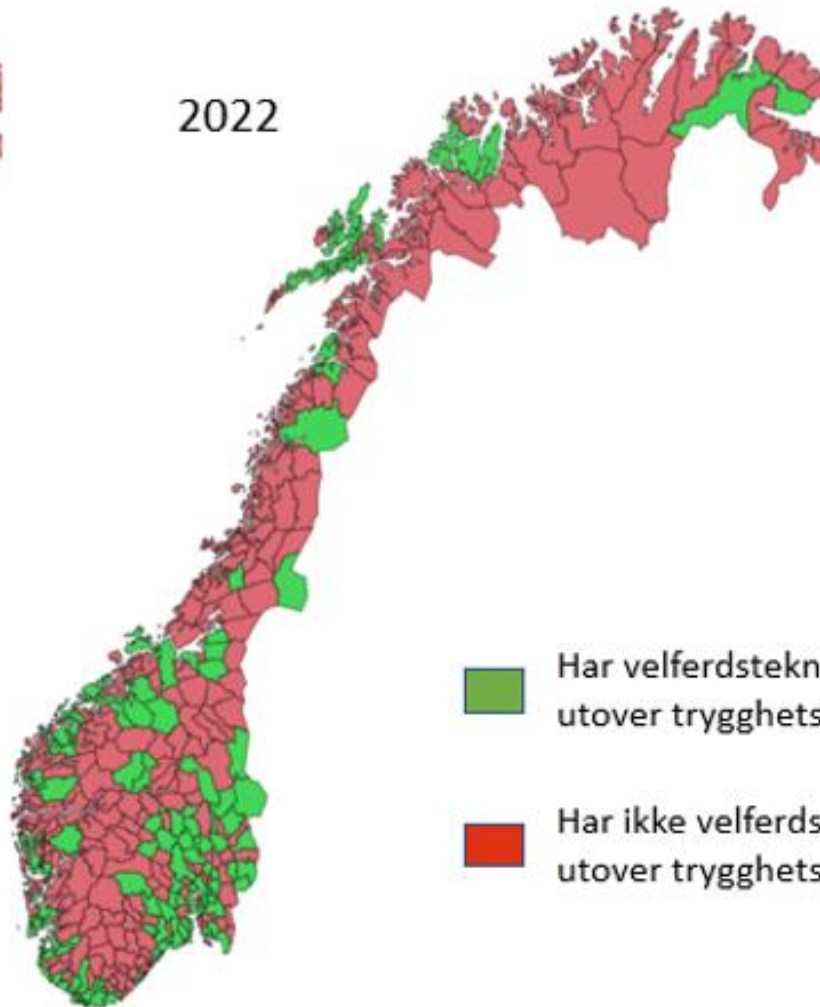 2022
Har velferdstekn
utover trygghets
Har ikke velferds
utover trygghets